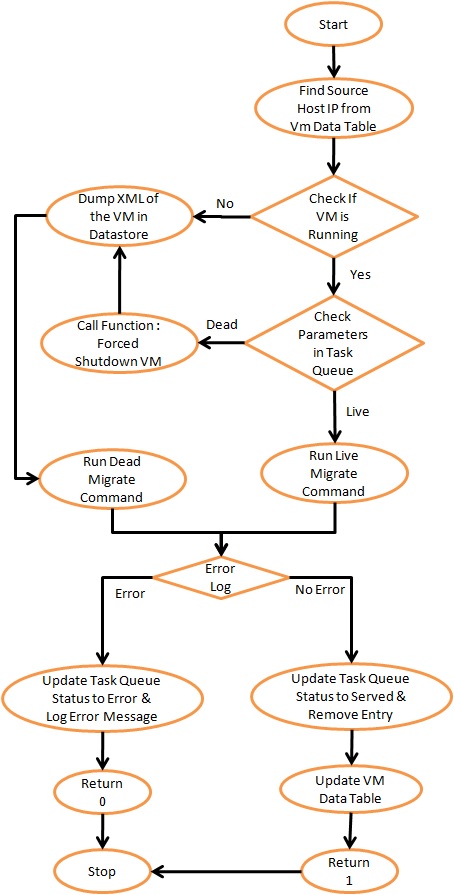 Start
Find Source
Host IP from
Vm Data Table
Check If
VM is
Running
No
Dump XML of
the VM in
Datastore
Yes
Check
Parameters
in Task
Queue
Dead
Call Function :
Forced
Shutdown VM
Live
Run Dead
Migrate
Command
Run Live
Migrate
Command
Error
Log
Error
No Error
Update Task Queue
Status to Error &
Log Error Message
Update Task Queue
Status to Served &
Remove Entry
Return
0
Update VM
Data Table
Stop
Return
1